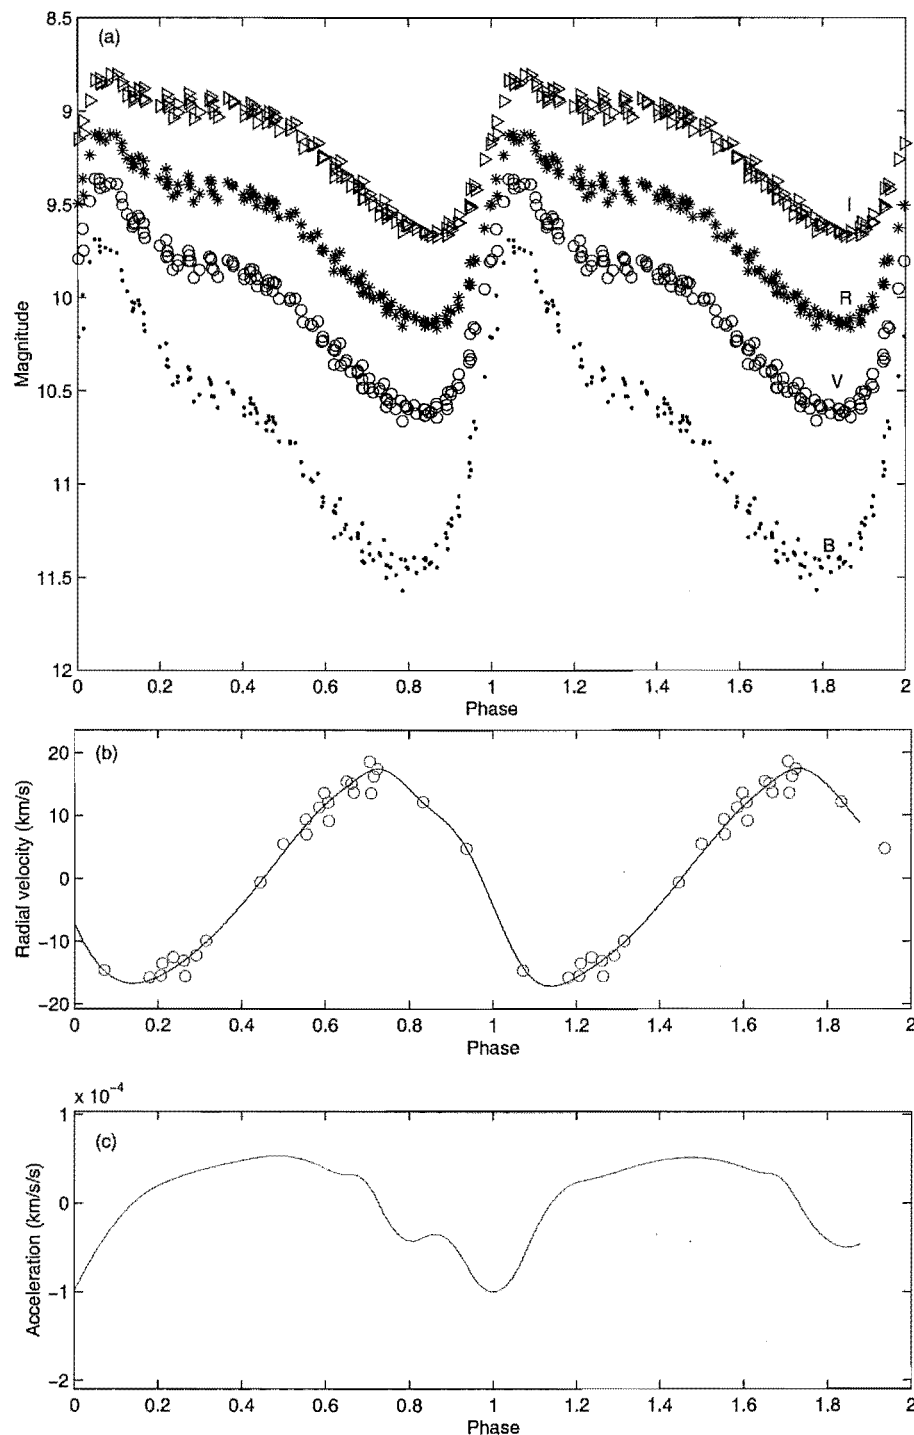 8.5
(a)
9
9.5
10
10.5
11
11.5
12
Magnitude
I
R
V
B
0 0.2 0.4 0.6 0.8 1 1.2 1.4 1.6 1.8 2
Phase
(b)
20
10
0
−10
−20
Radial velocity (km/s)
0 0.2 0.4 0.6 0.8 1 1.2 1.4 1.6 1.8 2
Phase
x 10⁻⁴
1
(c)
0
−1
−2
Acceleration (km/s/s)
0 0.2 0.4 0.6 0.8 1 1.2 1.4 1.6 1.8 2
Phase